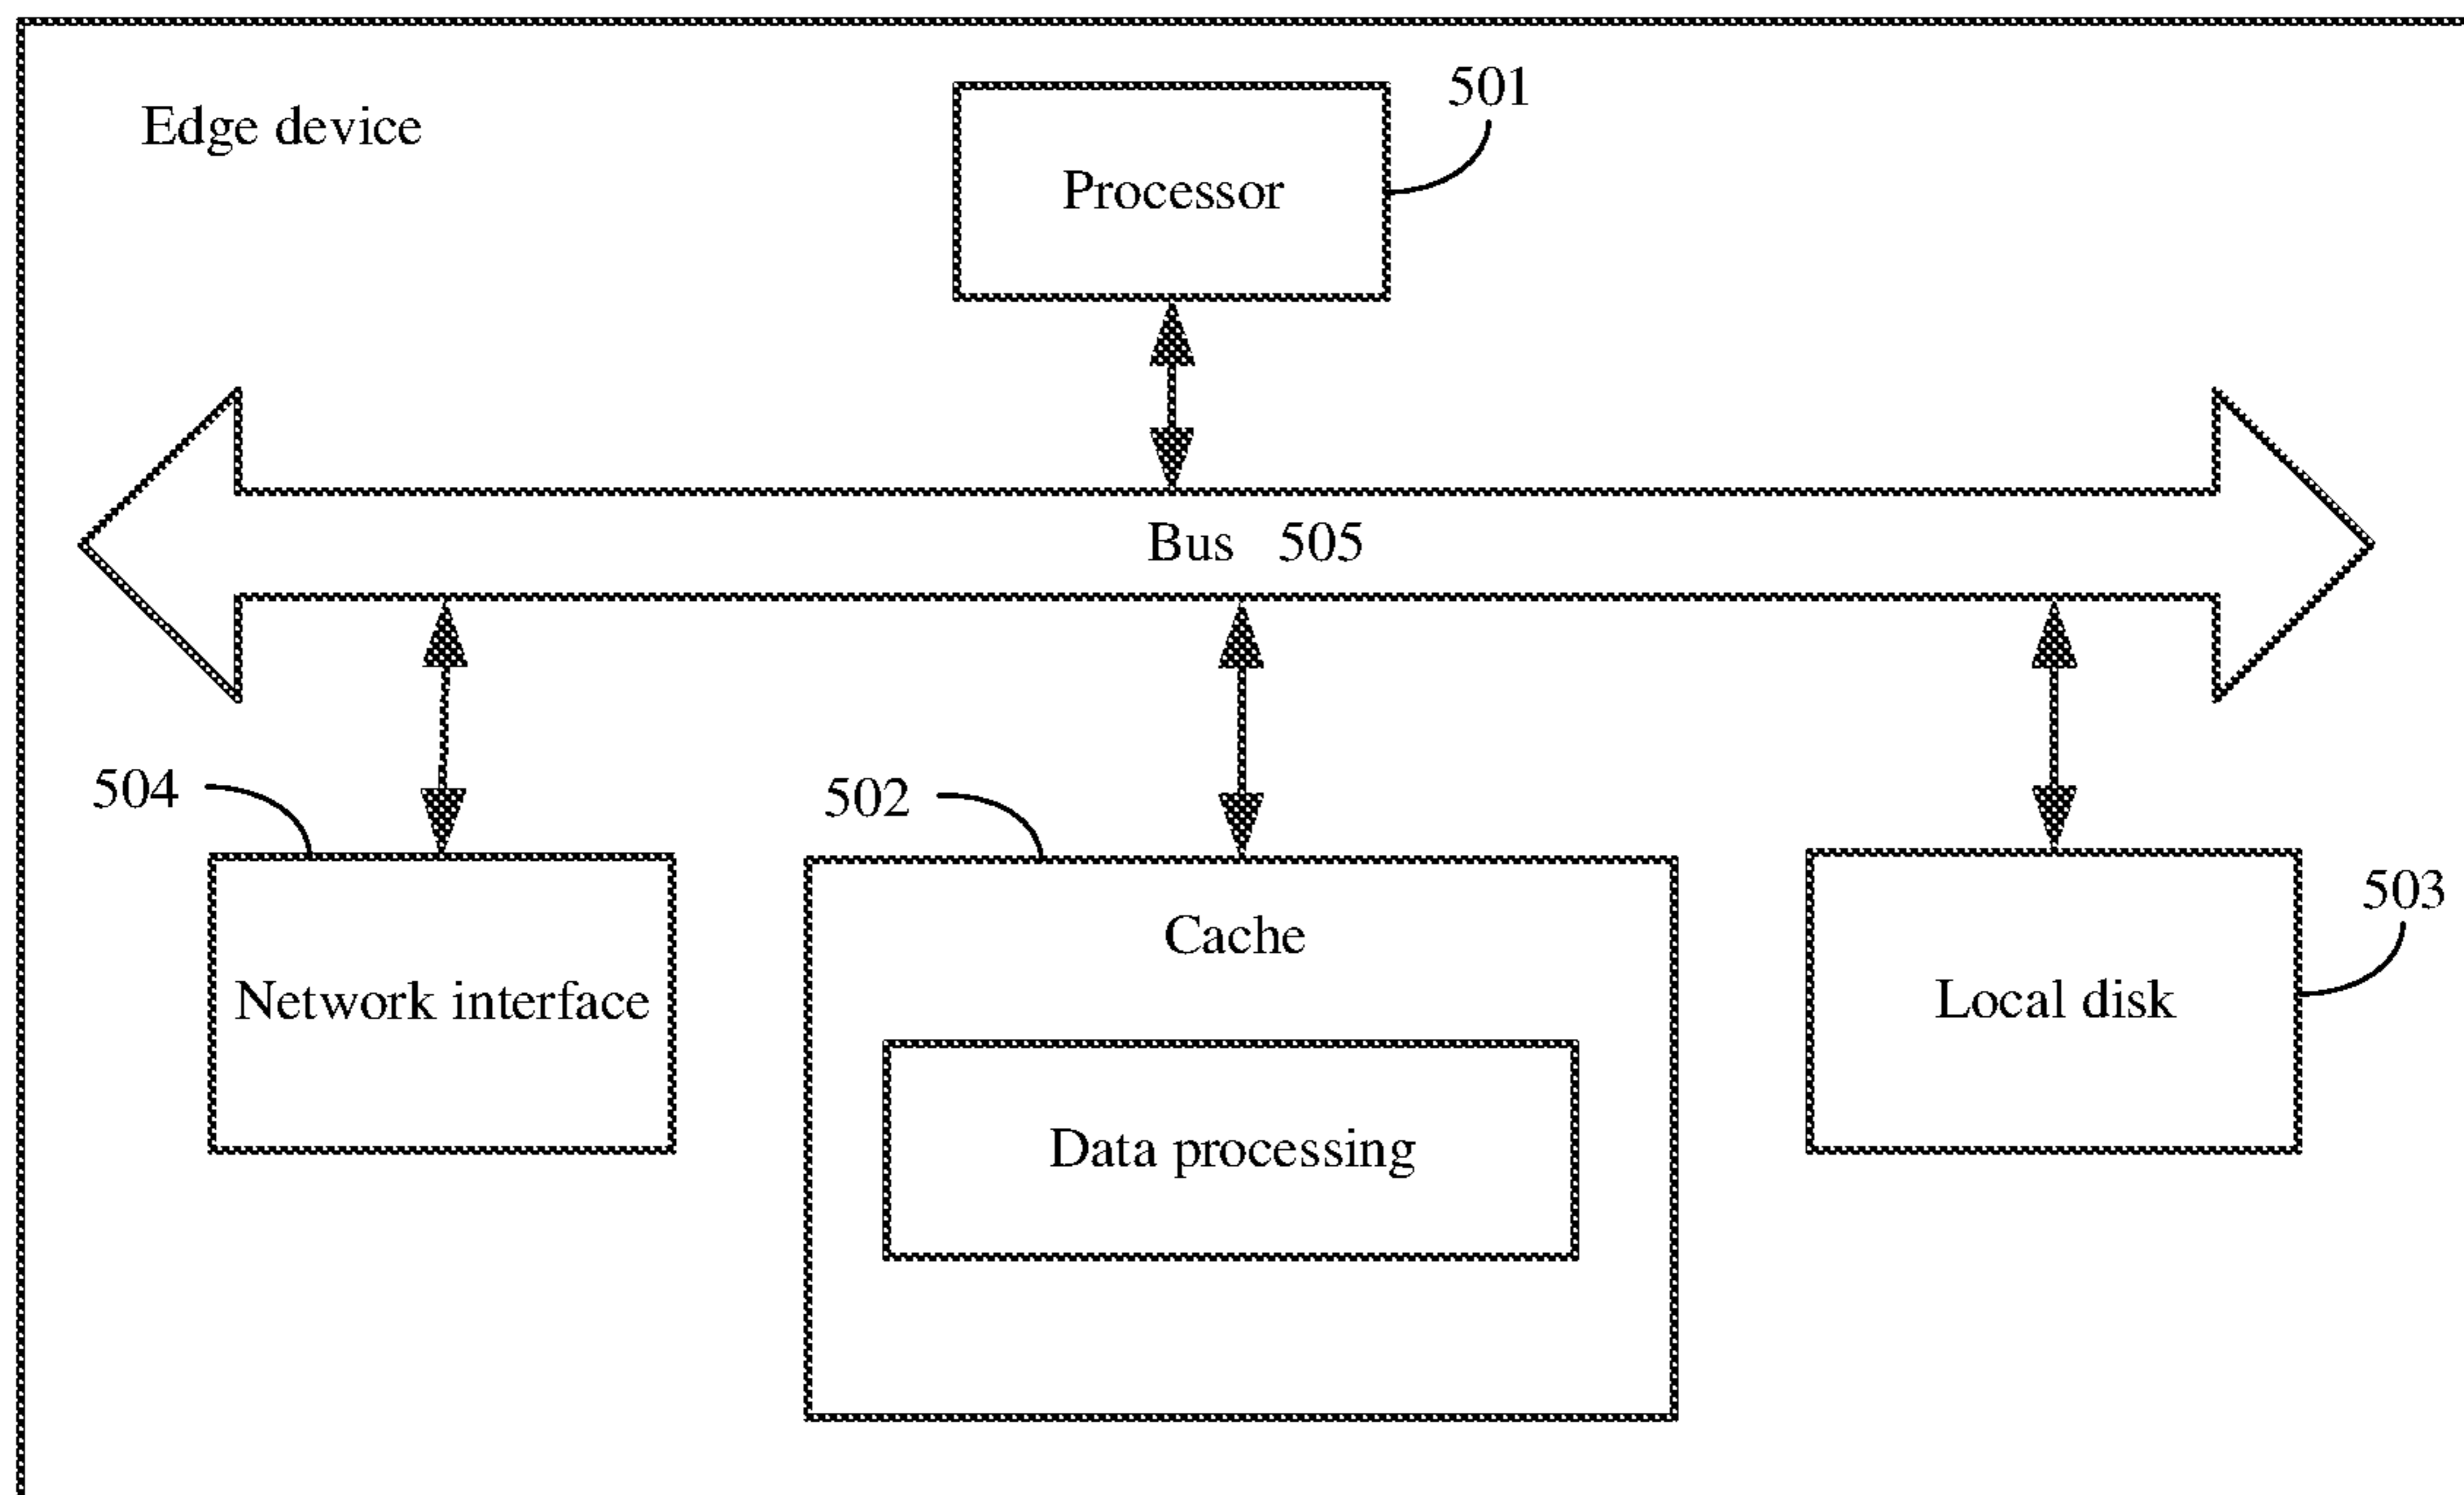 Edge device
501
Processor
Bus 505
504
502
503
Cache
Network interface
Local disk
Data processing